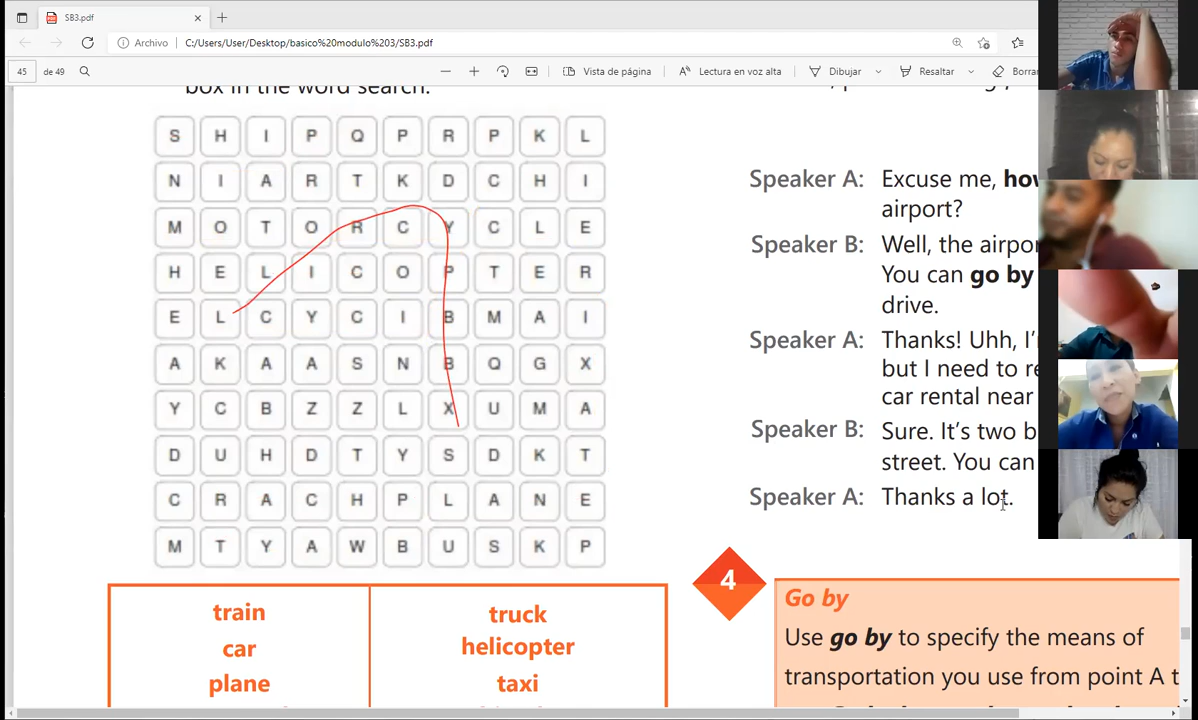 SB3.pdf
Archivo C:/Users/User/Desktop/basico%20modulo%203/SB3.pdf
45 de 49 Vista de página Lectura en voz alta Dibujar Resaltar Borrar
box in the word search.
S H I P Q P R P K L
N I A R T K D C H I
M O T O R C Y C L E
H E L I C O P T E R
E L C Y C I B M A I
A K A A S N B Q G X
Y C B Z Z L X U M A
D U H D T Y S D K T
C R A C H P L A N E
M T Y A W B U S K P
train truck
car helicopter
plane taxi
Speaker A: Excuse me, how
airport?
Speaker B: Well, the airpor
You can go by
drive.
Speaker A: Thanks! Uhh, I'
but I need to re
car rental near
Speaker B: Sure. It's two b
street. You can
Speaker A: Thanks a lot.
4
Go by
Use go by to specify the means of
transportation you use from point A t